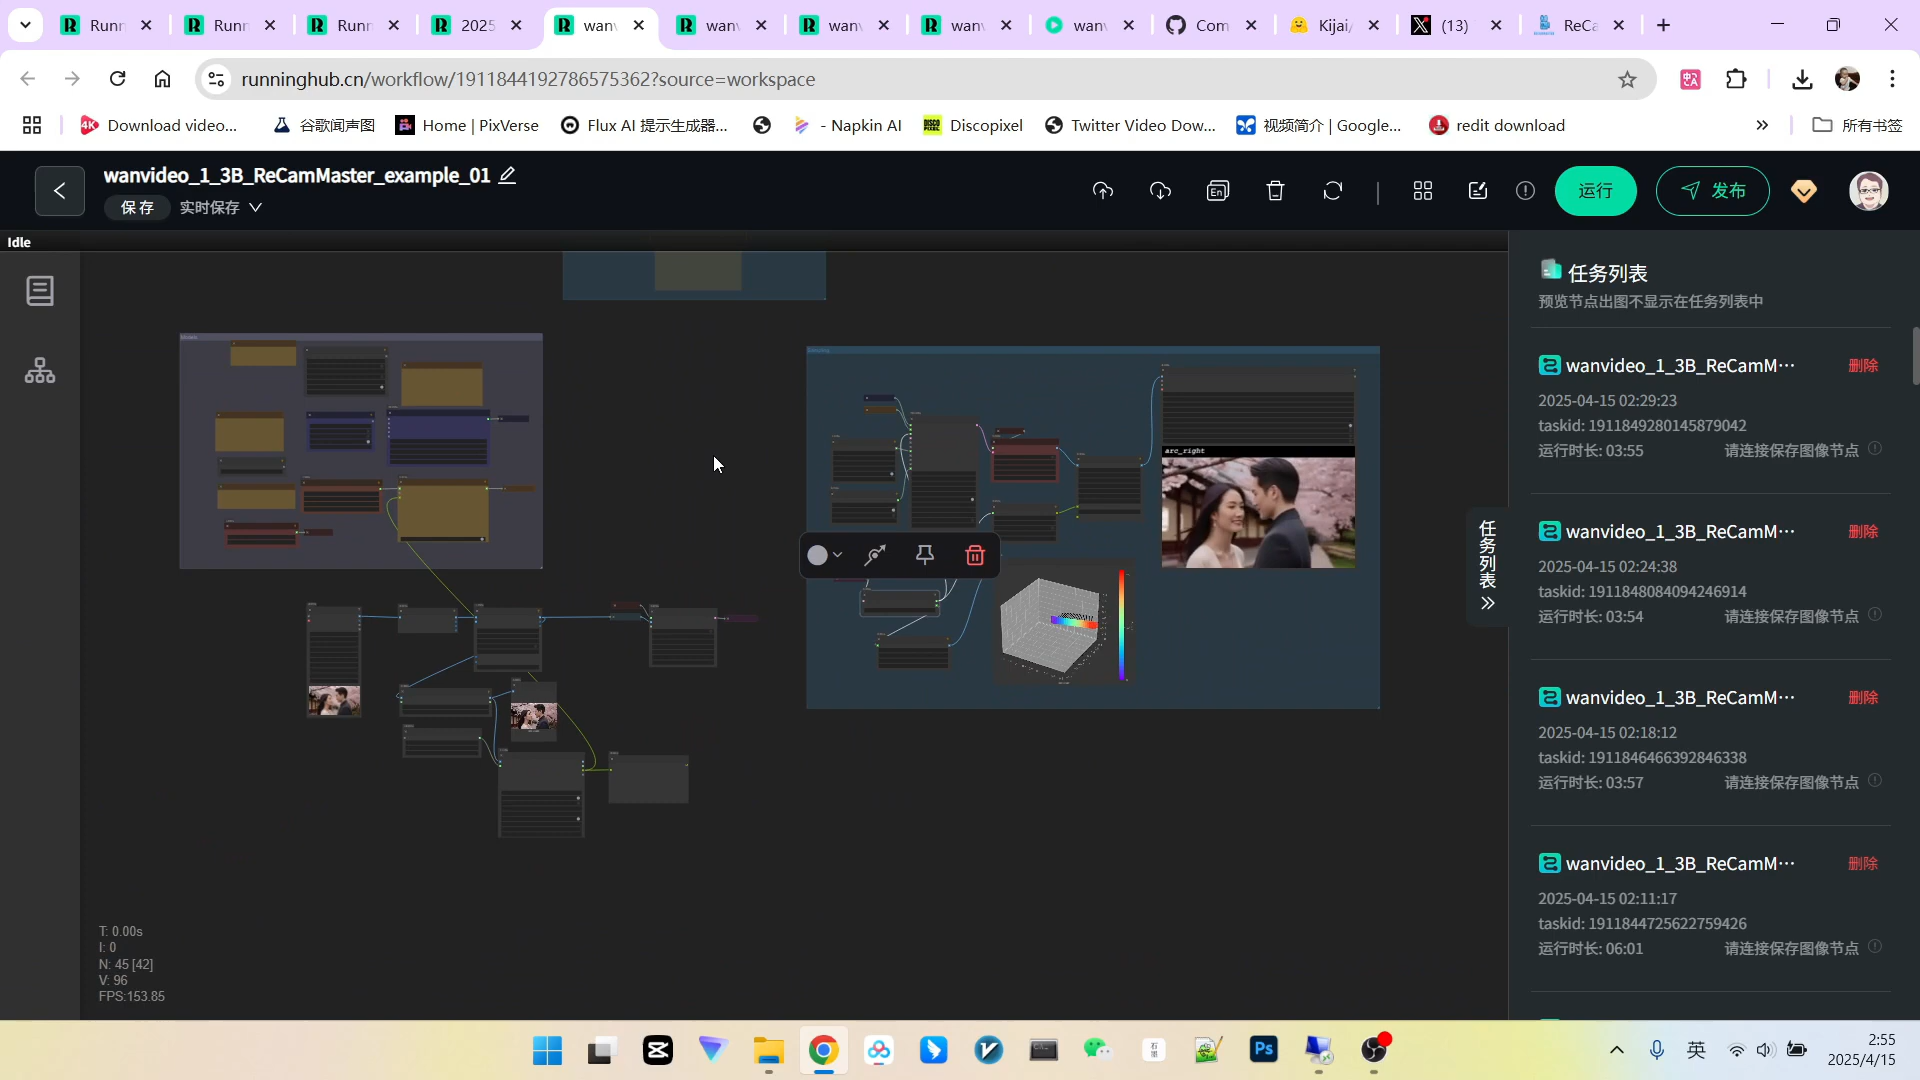 Runn
Runn
Runn
2025
wanv
wanv
wanv
wanv
wanv
Com
Kijai/
(13)
ReCa
runninghub.cn/workflow/1911844192786575362?source=workspace
Download video...
谷歌闻声图
Home | PixVerse
Flux AI 提示生成器...
- Napkin AI
Discopixel
Twitter Video Dow...
视频简介 | Google...
redit download
所有书签
wanvideo_1_3B_ReCamMaster_example_01
保存
实时保存
En
运行
发布
Idle
任务列表
预览节点出图不显示在任务列表中
wanvideo_1_3B_ReCamM···
删除
2025-04-15 02:29:23
taskid: 1911849280145879042
运行时长: 03:55
请连接保存图像节点
wanvideo_1_3B_ReCamM···
删除
2025-04-15 02:24:38
taskid: 1911848084094246914
运行时长: 03:54
请连接保存图像节点
wanvideo_1_3B_ReCamM···
删除
2025-04-15 02:18:12
taskid: 1911846466392846338
运行时长: 03:57
请连接保存图像节点
wanvideo_1_3B_ReCamM···
删除
2025-04-15 02:11:17
taskid: 1911844725622759426
运行时长: 06:01
请连接保存图像节点
任务列表
arc_right
T: 0.00s
I: 0
N: 45 [42]
V: 96
FPS:153.85
Ps
英
2:55
2025/4/15